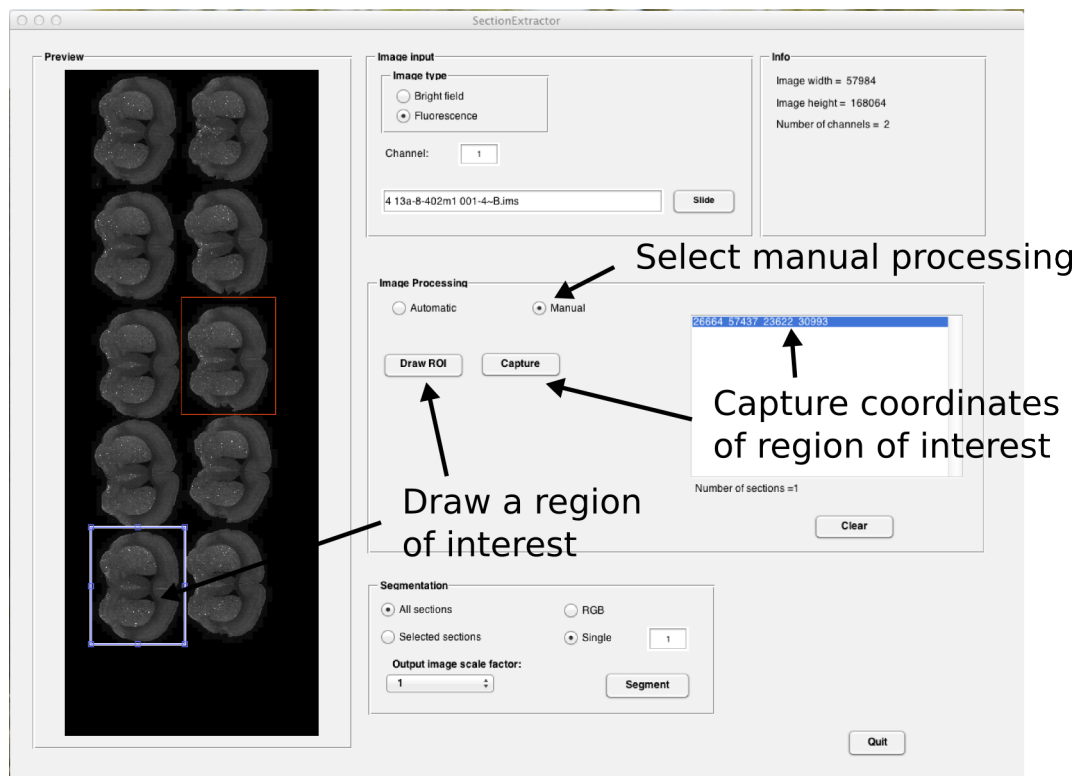 SectionExtractor
Preview
Image input
Image type
Bright field
Fluorescence
Channel:
1
4 13a-8-402m1 001-4~B.ims
Slide
Info
Image width = 57984
Image height = 168064
Number of channels = 2
Select manual processing
Image Processing
Automatic
Manual
26664 57437 23622 30993
Draw ROI
Capture
Capture coordinates
of region of interest
Number of sections =1
Draw a region
of interest
Clear
Segmentation
All sections
RGB
Selected sections
Single
1
Output image scale factor:
1
Segment
Quit